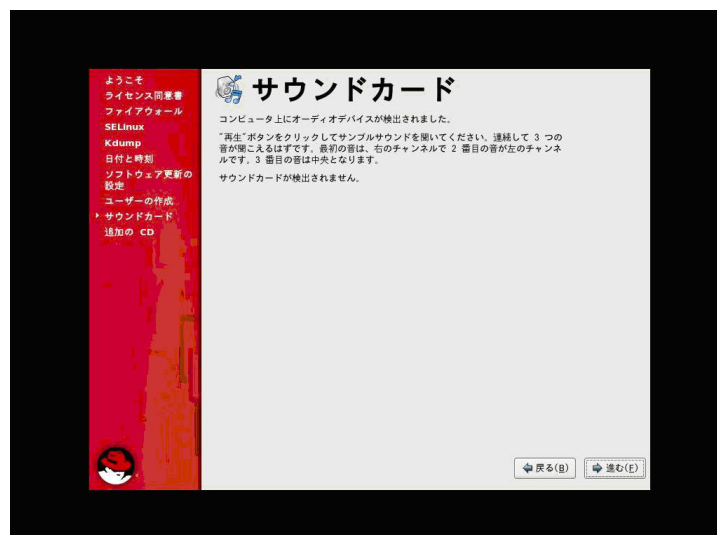 ようこそ
ライセンス同意書
ファイアウォール
SELinux
Kdump
日付と時刻
ソフトウェア更新の
設定
ユーザーの作成
サウンドカード
追加の CD
サウンドカード
コンピュータ上にオーディオデバイスが検出されました。
"再生"ボタンをクリックしてサンプルサウンドを聞いてください。連続して 3 つの
音が聞こえるはずです。最初の音は、右のチャンネルで 2 番目の音が左のチャンネ
ルです。3 番目の音は中央となります。
サウンドカードが検出されません。
戻る(B)
進む(F)